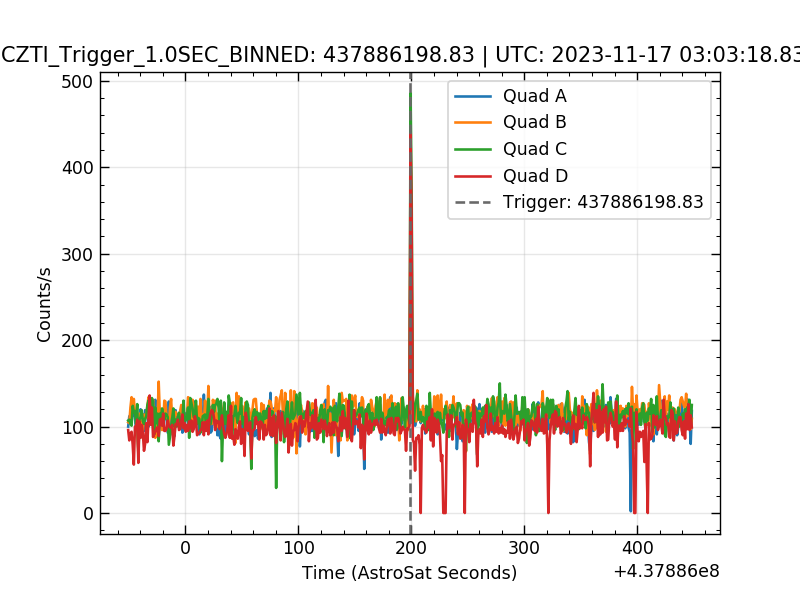 CZTI_Trigger_1.0SEC_BINNED: 437886198.83 | UTC: 2023-11-17 03:03:18.83
500
400
300
200
100
0
Counts/s
Quad A
Quad B
Quad C
Quad D
Trigger: 437886198.83
0 100 200 300 400
Time (AstroSat Seconds)
+4.37886e8